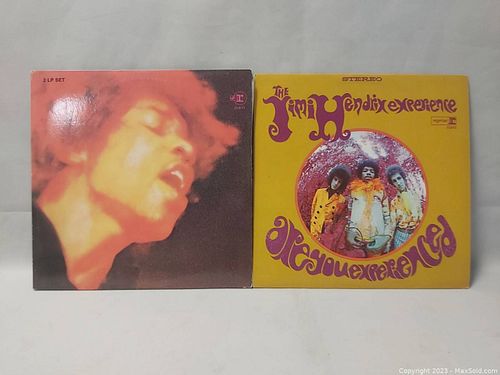 2 LP SET
STEREO
THE
Jimi Hendrix experience
are you experienced
Copyright 2023 - MaxSold.com